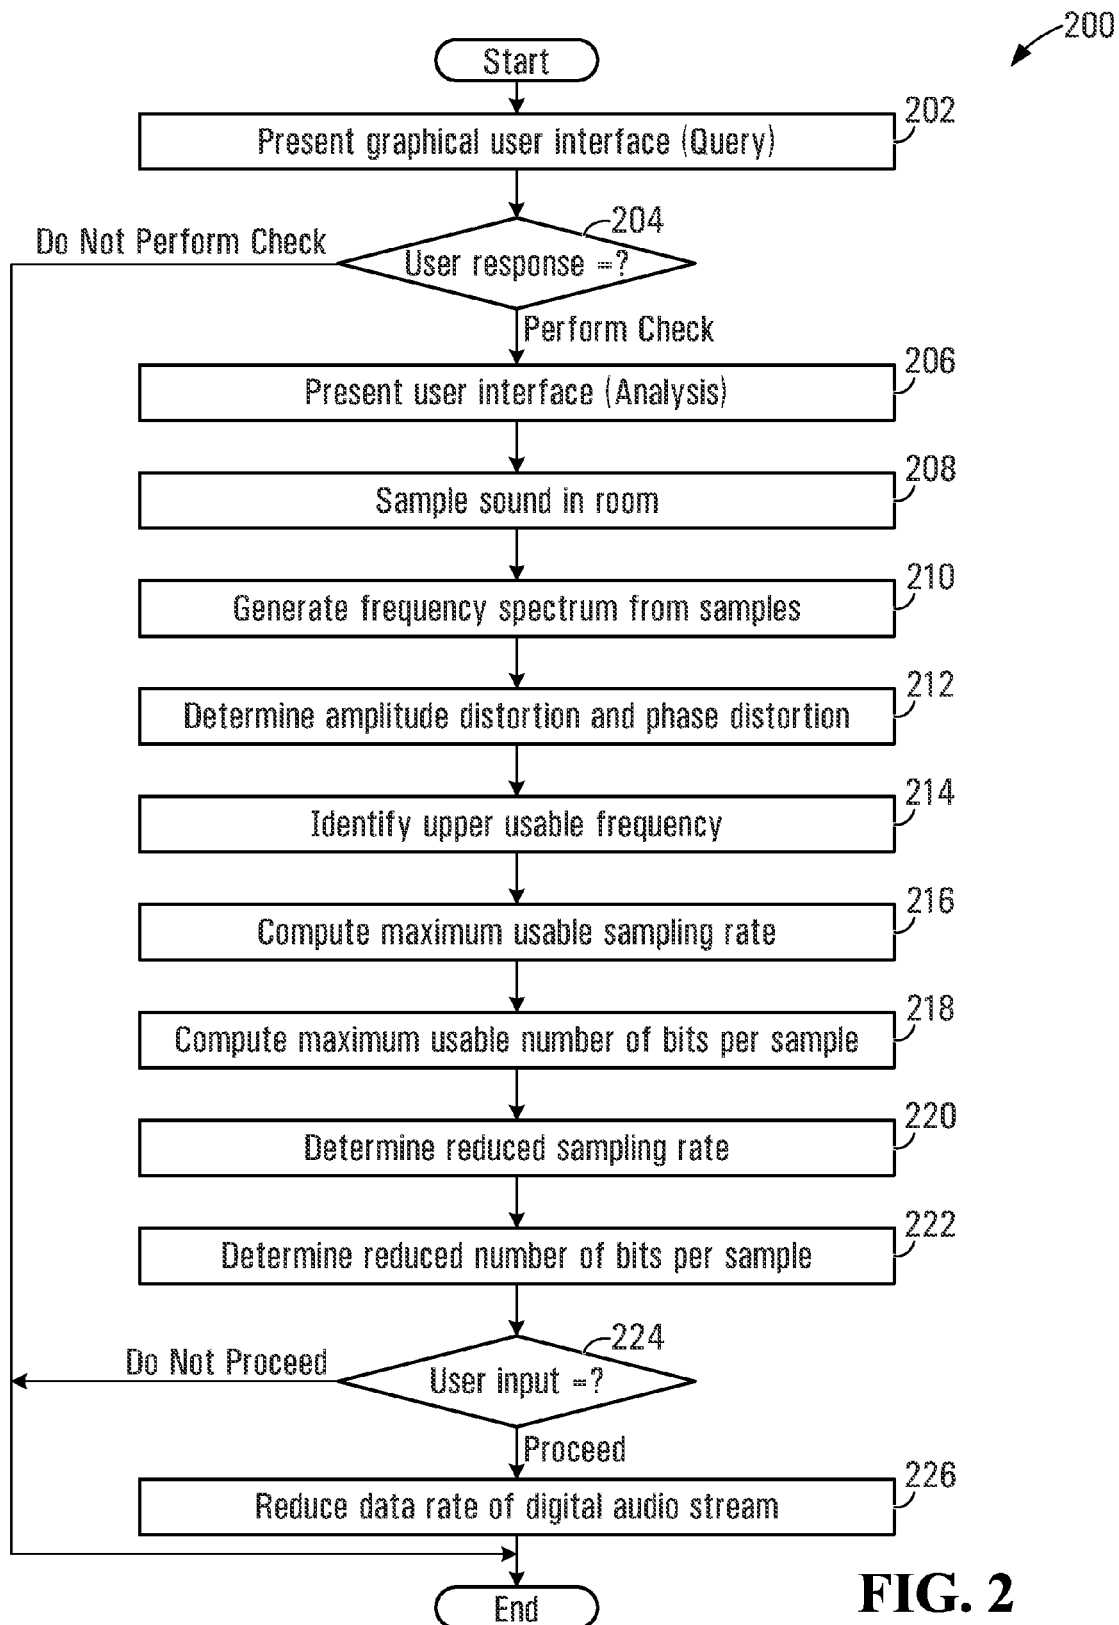 200
Start
202
Present graphical user interface (Query)
204
Do Not Perform Check
User response =?
Perform Check
206
Present user interface (Analysis)
208
Sample sound in room
210
Generate frequency spectrum from samples
212
Determine amplitude distortion and phase distortion
214
Identify upper usable frequency
216
Compute maximum usable sampling rate
218
Compute maximum usable number of bits per sample
220
Determine reduced sampling rate
222
Determine reduced number of bits per sample
224
Do Not Proceed
User input =?
Proceed
226
Reduce data rate of digital audio stream
End
FIG. 2